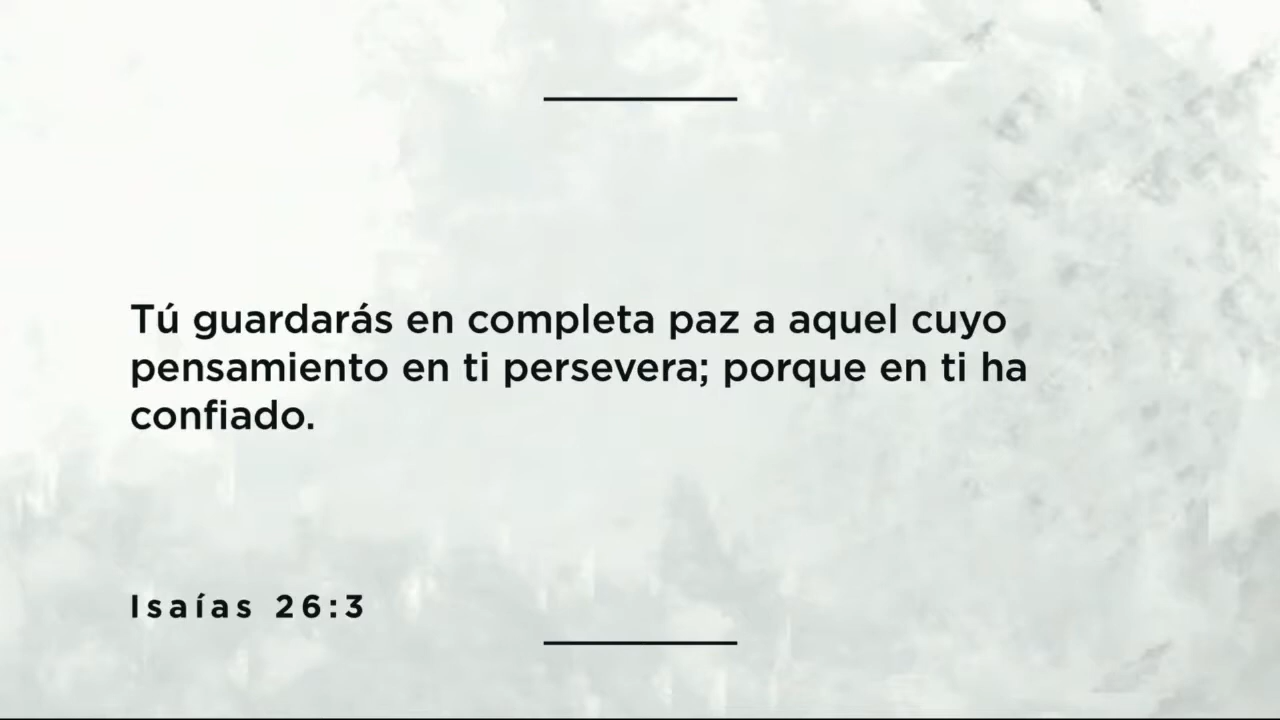 Tú guardarás en completa paz a aquel cuyo
pensamiento en ti persevera; porque en ti ha
confiado.
Isaías 26:3